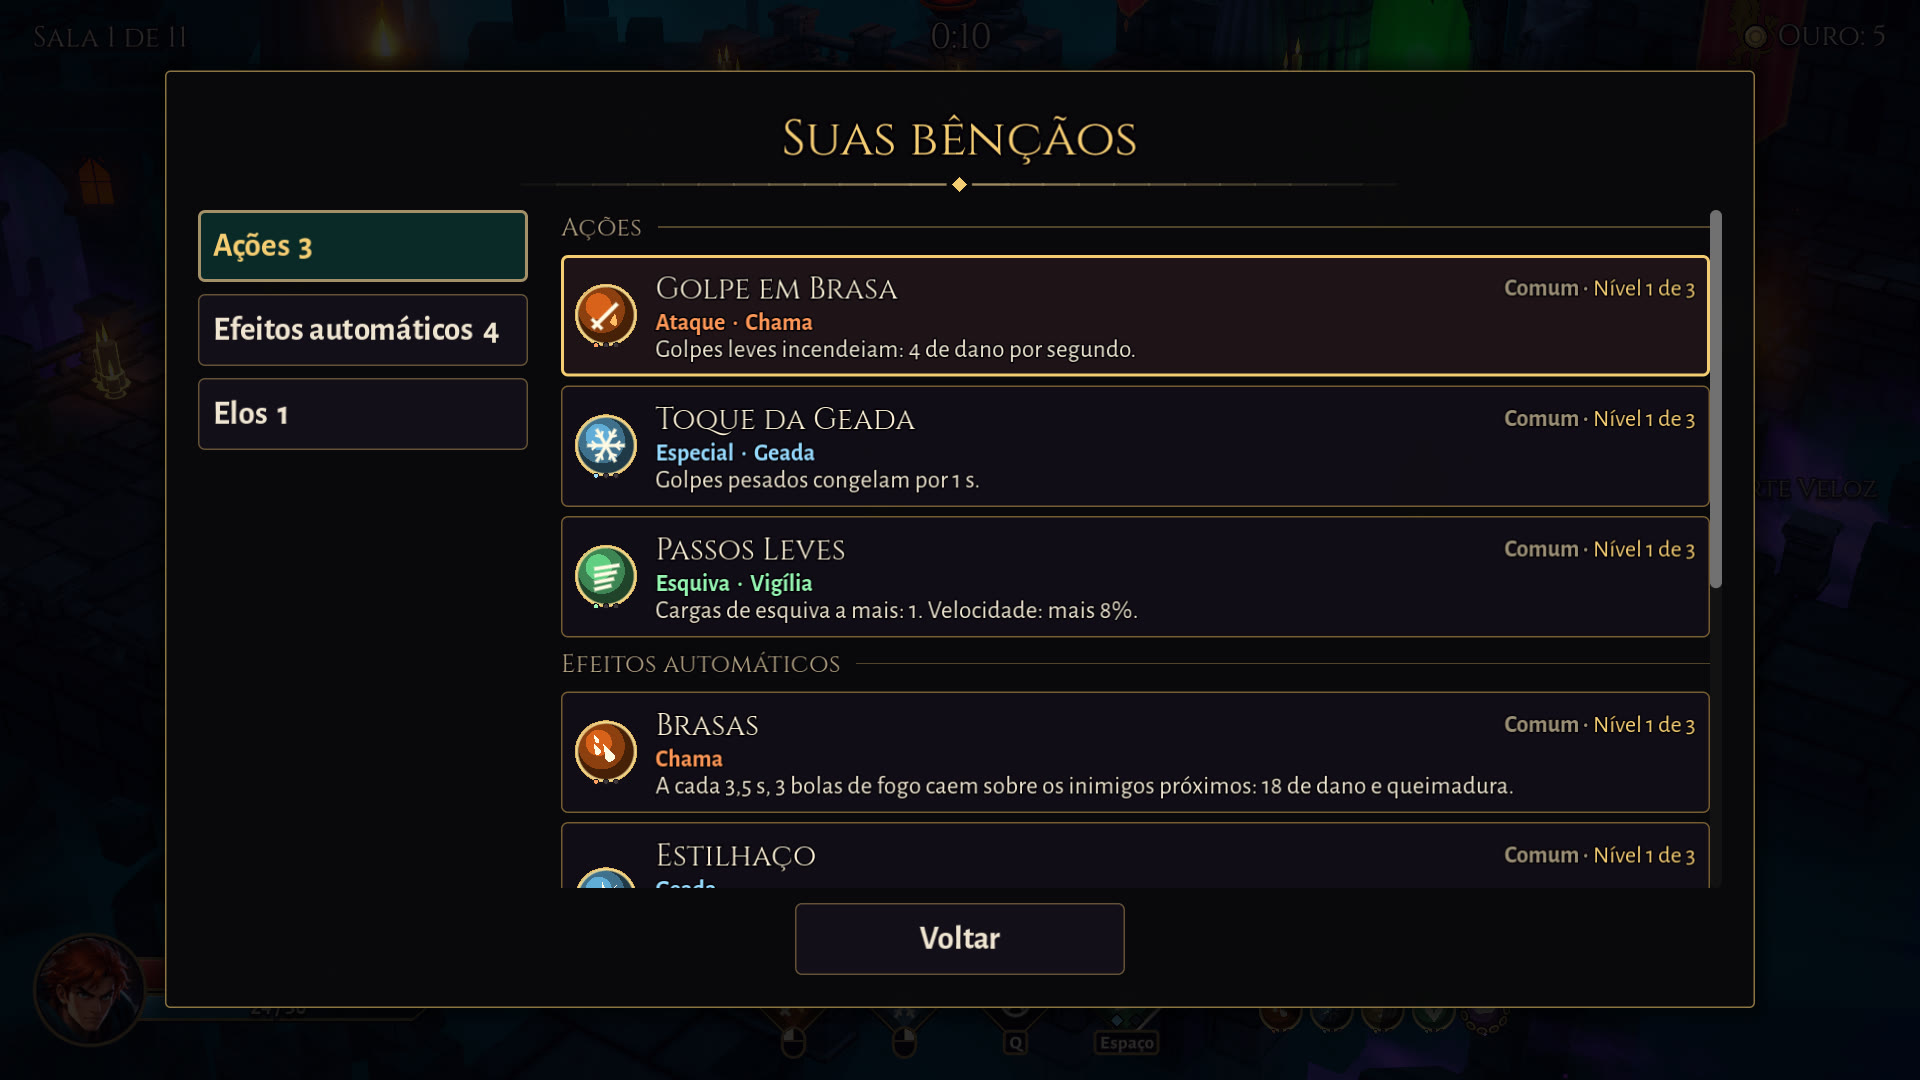 Sala 1 de 11
0:10
Ouro: 5
Suas bênçãos
Ações 3
Efeitos automáticos 4
Elos 1
Ações
Golpe em Brasa
Comum · Nível 1 de 3
Ataque · Chama
Golpes leves incendeiam: 4 de dano por segundo.
Toque da Geada
Comum · Nível 1 de 3
Especial · Geada
Golpes pesados congelam por 1 s.
Passos Leves
Comum · Nível 1 de 3
Esquiva · Vigília
Cargas de esquiva a mais: 1. Velocidade: mais 8%.
Efeitos automáticos
Brasas
Comum · Nível 1 de 3
Chama
A cada 3,5 s, 3 bolas de fogo caem sobre os inimigos próximos: 18 de dano e queimadura.
Estilhaço
Comum · Nível 1 de 3
Geada
Voltar
Veloz
Q
Espaço